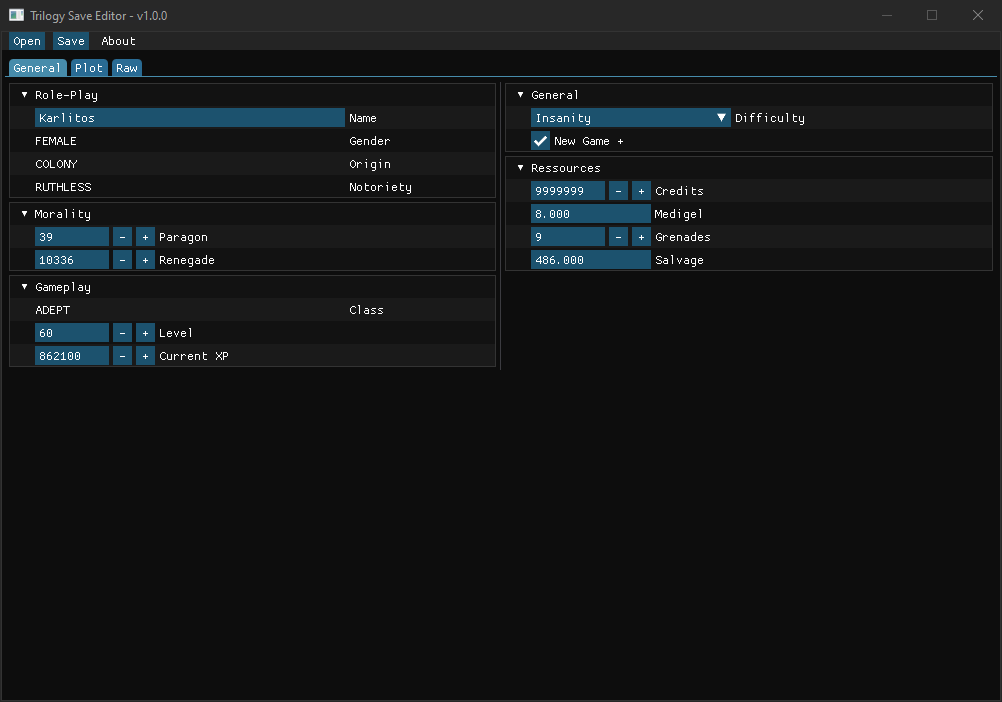 Trilogy Save Editor - v1.0.0
Open Save About
General Plot Raw
Role-Play
Karlitos Name
FEMALE Gender
COLONY Origin
RUTHLESS Notoriety
Morality
39 - + Paragon
10336 - + Renegade
Gameplay
ADEPT Class
60 - + Level
862100 - + Current XP
General
Insanity Difficulty
New Game +
Ressources
9999999 - + Credits
8.000 Medigel
9 - + Grenades
486.000 Salvage